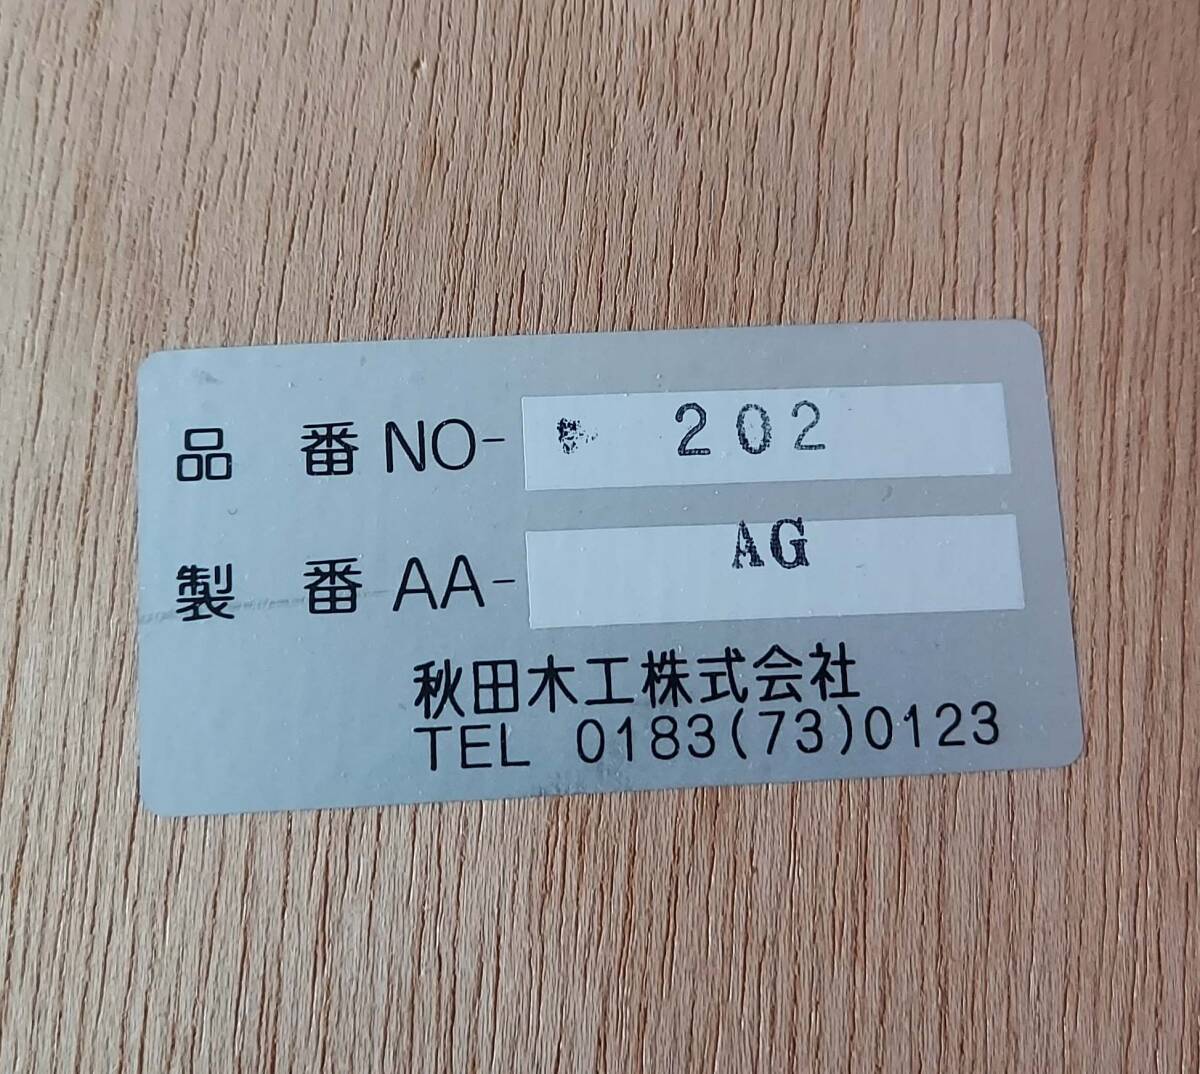 品 番 NO- 202
製 番 AA- AG
秋田木工株式会社
TEL 0183(73)0123